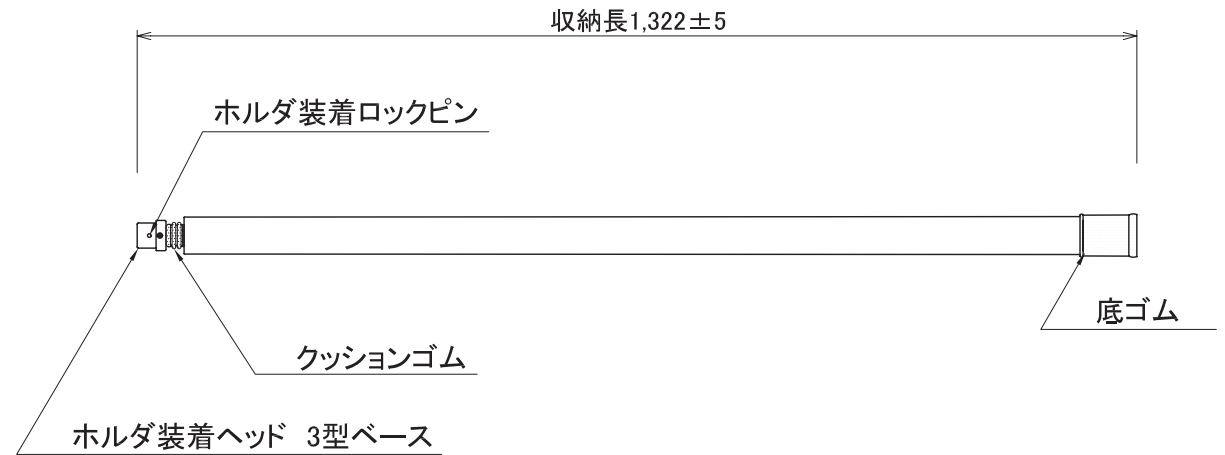 収納長1,322±5
ホルダ装着ロックピン
底ゴム
クッションゴム
ホルダ装着ヘッド 3型ベース